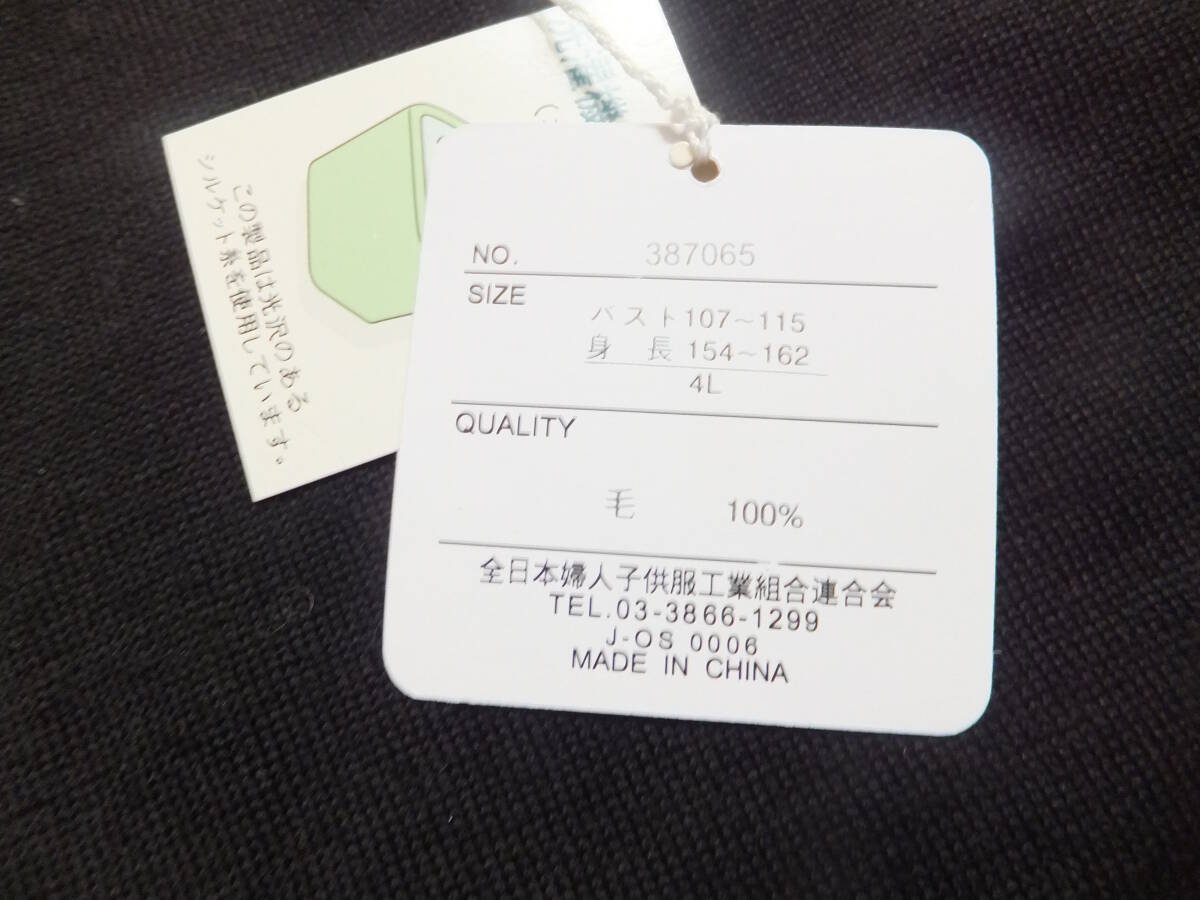 NO. 387065
SIZE
バスト107~115
身 長 154~162
4L
QUALITY
毛 100%
全日本婦人子供服工業組合連合会
TEL.03-3866-1299
J-OS 0006
MADE IN CHINA
この製品は光沢のある
シルケット糸を使用しています。